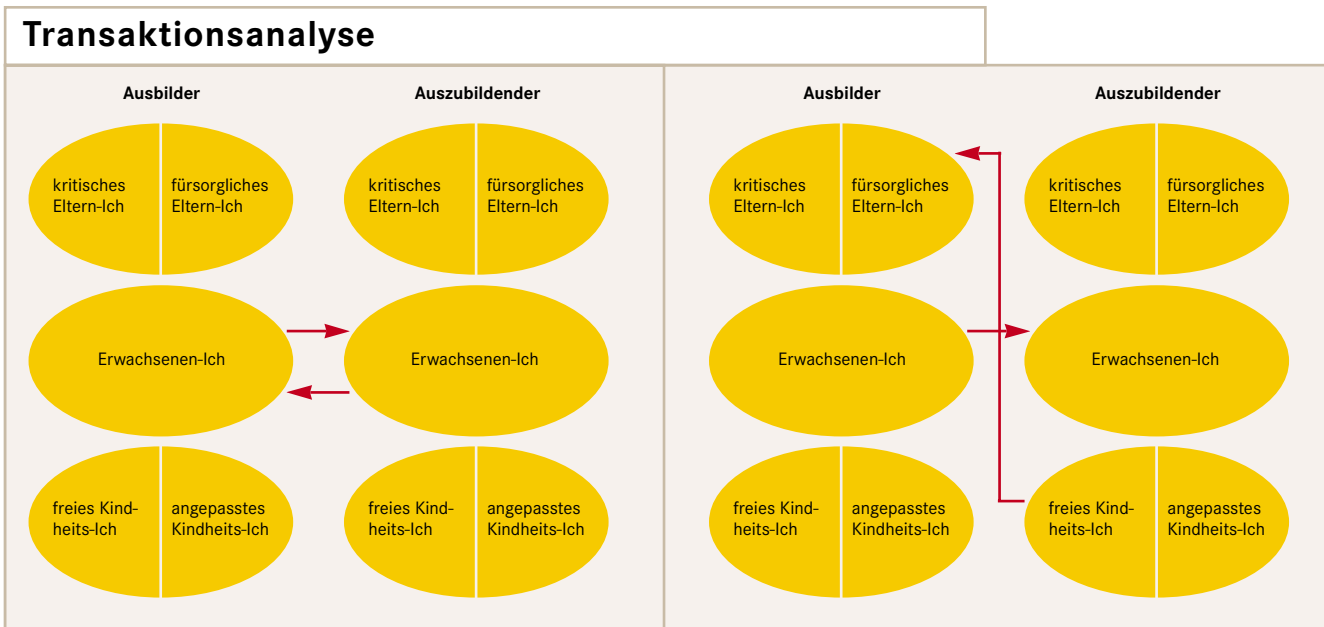 Transaktionsanalyse
Ausbilder
Auszubildender
kritisches
Eltern-Ich
fürsorgliches
Eltern-Ich
kritisches
Eltern-Ich
fürsorgliches
Eltern-Ich
Erwachsenen-Ich
Erwachsenen-Ich
freies Kind-
heits-Ich
angepasstes
Kindheits-Ich
freies Kind-
heits-Ich
angepasstes
Kindheits-Ich
Ausbilder
Auszubildender
kritisches
Eltern-Ich
fürsorgliches
Eltern-Ich
kritisches
Eltern-Ich
fürsorgliches
Eltern-Ich
Erwachsenen-Ich
Erwachsenen-Ich
freies Kind-
heits-Ich
angepasstes
Kindheits-Ich
freies Kind-
heits-Ich
angepasstes
Kindheits-Ich